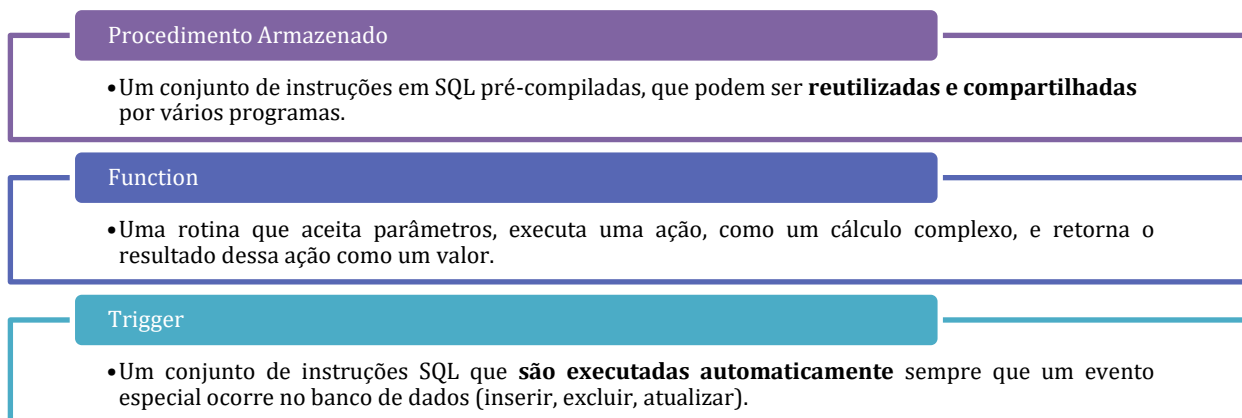 Procedimento Armazenado
•Um conjunto de instruções em SQL pré-compiladas, que podem ser reutilizadas e compartilhadas
por vários programas.
Function
•Uma rotina que aceita parâmetros, executa uma ação, como um cálculo complexo, e retorna o
resultado dessa ação como um valor.
Trigger
•Um conjunto de instruções SQL que são executadas automaticamente sempre que um evento
especial ocorre no banco de dados (inserir, excluir, atualizar).